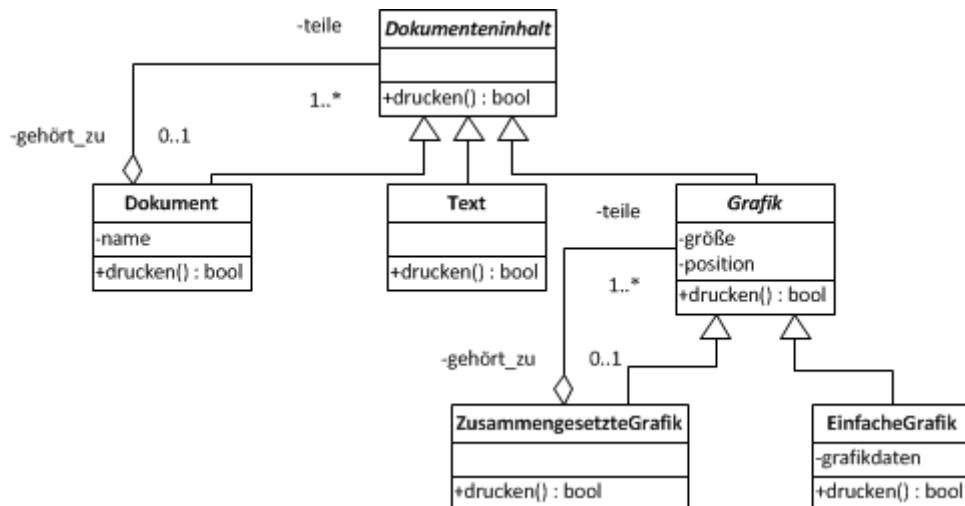 -teile
Dokumenteninhalt
+drucken() : bool
1..*
-gehört_zu
0..1
Dokument
-name
+drucken() : bool
Text
+drucken() : bool
-teile
Grafik
-größe
-position
+drucken() : bool
1..*
-gehört_zu
0..1
ZusammengesetzteGrafik
+drucken() : bool
EinfacheGrafik
-grafikdaten
+drucken() : bool